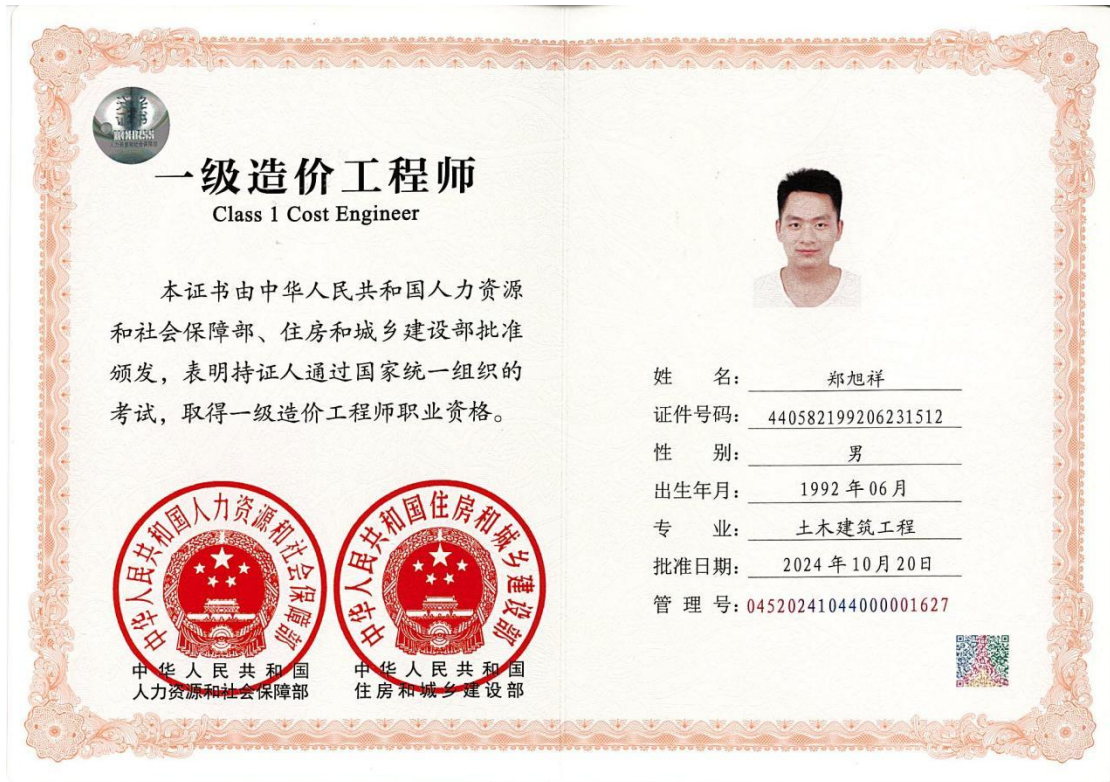 一级造价工程师
Class 1 Cost Engineer
本证书由中华人民共和国人力资源
和社会保障部、住房和城乡建设部批准
颁发，表明持证人通过国家统一组织的
考试，取得一级造价工程师职业资格。
中华人民共和国人力资源和社会保障部
中华人民共和国住房和城乡建设部
中华人民共和国
人力资源和社会保障部
中华人民共和国
住房和城乡建设部
姓 名：郑旭祥
证件号码：440582199206231512
性 别：男
出生年月：1992年06月
专 业：土木建筑工程
批准日期：2024年10月20日
管 理 号：04520241044000001627